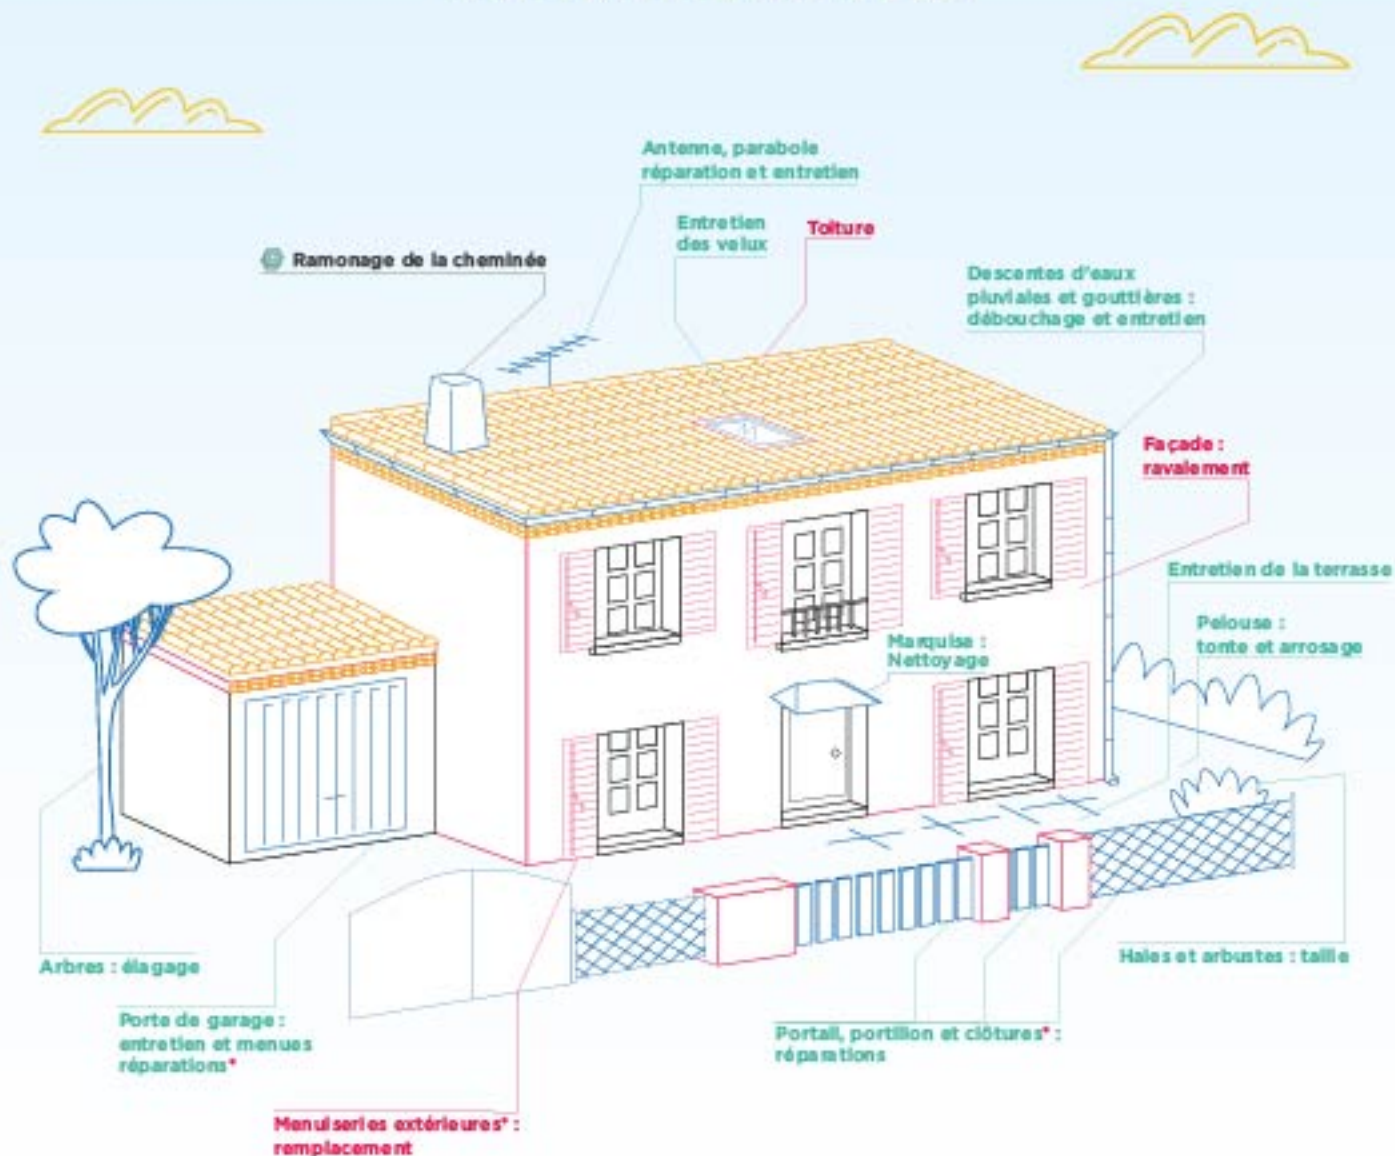 Antenne, parabole
réparation et entretien
Entretien
des velux
Toiture
Ramonage de la cheminée
Descentes d'eaux
pluviales et gouttières :
débouchage et entretien
Façade :
ravalement
Entretien de la terrasse
Pelouse :
tonte et arrosage
Marquise :
Nettoyage
Arbres : élagage
Haies et arbustes : taille
Porte de garage :
entretien et menues
réparations*
Portail, portillon et clôtures* :
réparations
Menuiseries extérieures* :
remplacement